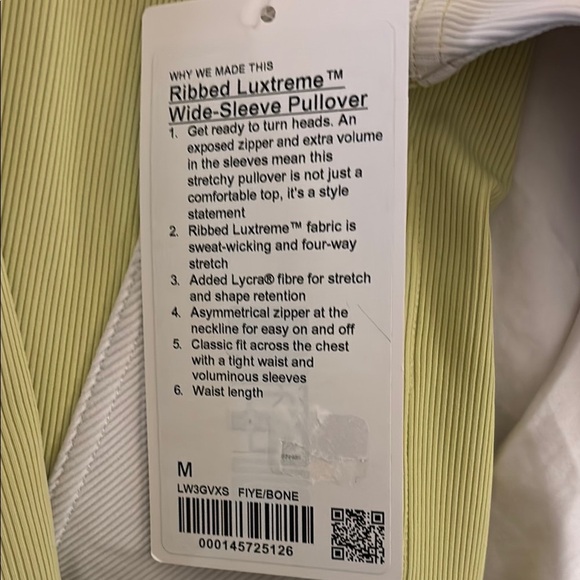 WHY WE MADE THIS
Ribbed Luxtreme™
Wide-Sleeve Pullover
1. Get ready to turn heads. An
exposed zipper and extra volume
in the sleeves mean this
stretchy pullover is not just a
comfortable top, it's a style
statement
2. Ribbed Luxtreme™ fabric is
sweat-wicking and four-way
stretch
3. Added Lycra® fibre for stretch
and shape retention
4. Asymmetrical zipper at the
neckline for easy on and off
5. Classic fit across the chest
with a tight waist and
voluminous sleeves
6. Waist length
M
LW3GVXS FIYE/BONE
000145725126